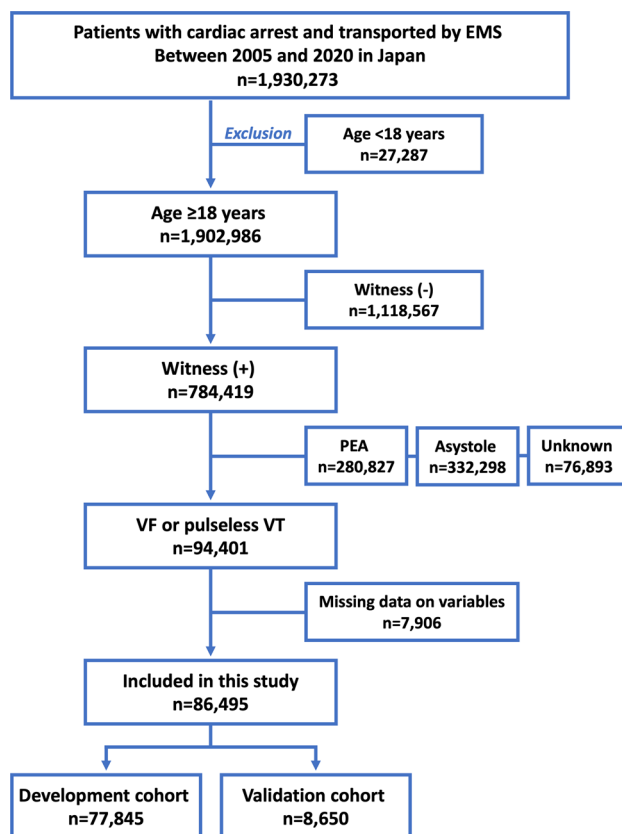 Patients with cardiac arrest and transported by EMS
Between 2005 and 2020 in Japan
n=1,930,273
Exclusion
Age <18 years
n=27,287
Age ≥18 years
n=1,902,986
Witness (-)
n=1,118,567
Witness (+)
n=784,419
PEA
n=280,827
Asystole
n=332,298
Unknown
n=76,893
VF or pulseless VT
n=94,401
Missing data on variables
n=7,906
Included in this study
n=86,495
Development cohort
n=77,845
Validation cohort
n=8,650